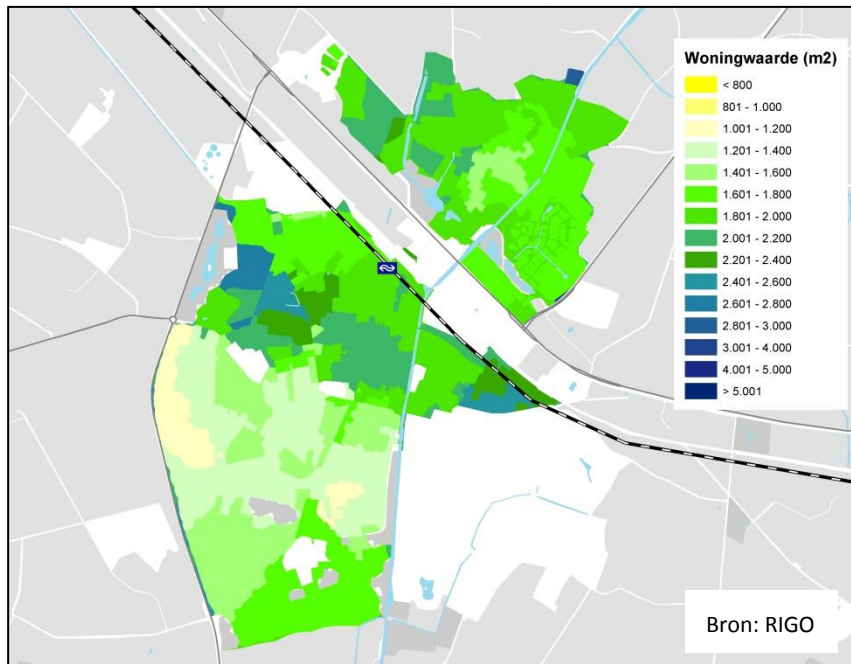 Woningwaarde (m2)
< 800
801 - 1.000
1.001 - 1.200
1.201 - 1.400
1.401 - 1.600
1.601 - 1.800
1.801 - 2.000
2.001 - 2.200
2.201 - 2.400
2.401 - 2.600
2.601 - 2.800
2.801 - 3.000
3.001 - 4.000
4.001 - 5.000
> 5.001
Bron: RIGO